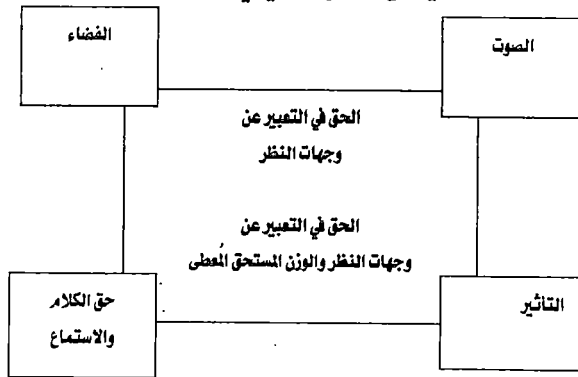 الصوت
الفضاء
الحق في التعبير عن
وجهات النظر
الحق في التعبير عن
وجهات النظر والوزن المستحق المُعطى
التأثير
حق الكلام
والاستماع